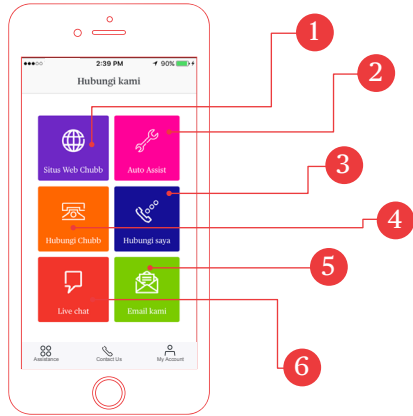 2:39 PM
90%
Hubungi kami
Situs Web Chubb
Auto Assist
Hubungi Chubb
Hubungi saya
Live chat
Email kami
Assistance
Contact Us
My Account
1
2
3
4
5
6